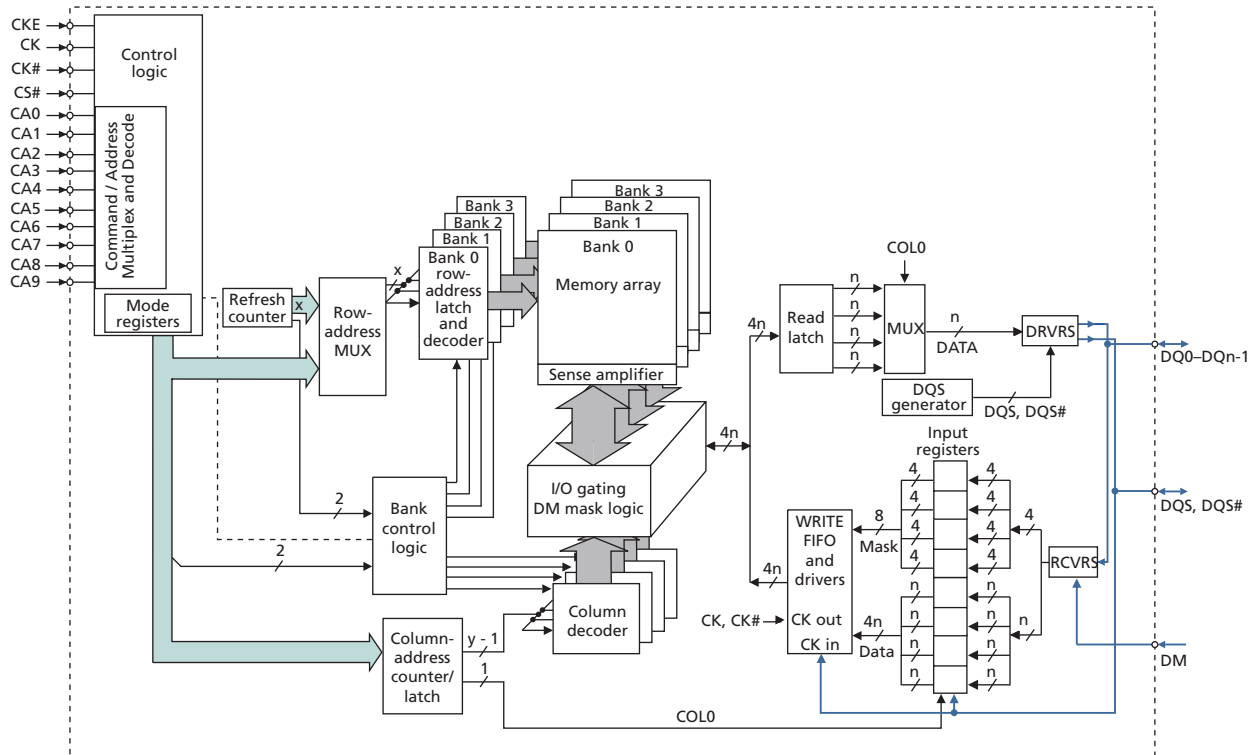 CKE
CK
CK#
CS#
CA0
CA1
CA2
CA3
CA4
CA5
CA6
CA7
CA8
CA9
Control
logic
Command / Address
Multiplex and Decode
Mode
registers
Refresh
counter
x
Row-
address
MUX
x
Bank 3
Bank 2
Bank 1
Bank 0
row-
address
latch
and
decoder
Bank 3
Bank 2
Bank 1
Bank 0
Memory array
Sense amplifier
2
2
Bank
control
logic
I/O gating
DM mask logic
Column
decoder
Column-
address
counter/
latch
y - 1
1
COL0
4n
4n
4n
Read
latch
n
n
n
n
COL0
MUX
n
DATA
DRVRS
DQS
generator
DQS, DQS#
DQ0–DQn-1
DQS, DQS#
DM
Input
registers
WRITE
FIFO
and
drivers
CK out
CK in
CK, CK#
8
Mask
4n
Data
4
4
4
4
n
n
n
n
4
4
4
4
n
n
n
n
4
n
RCVRS